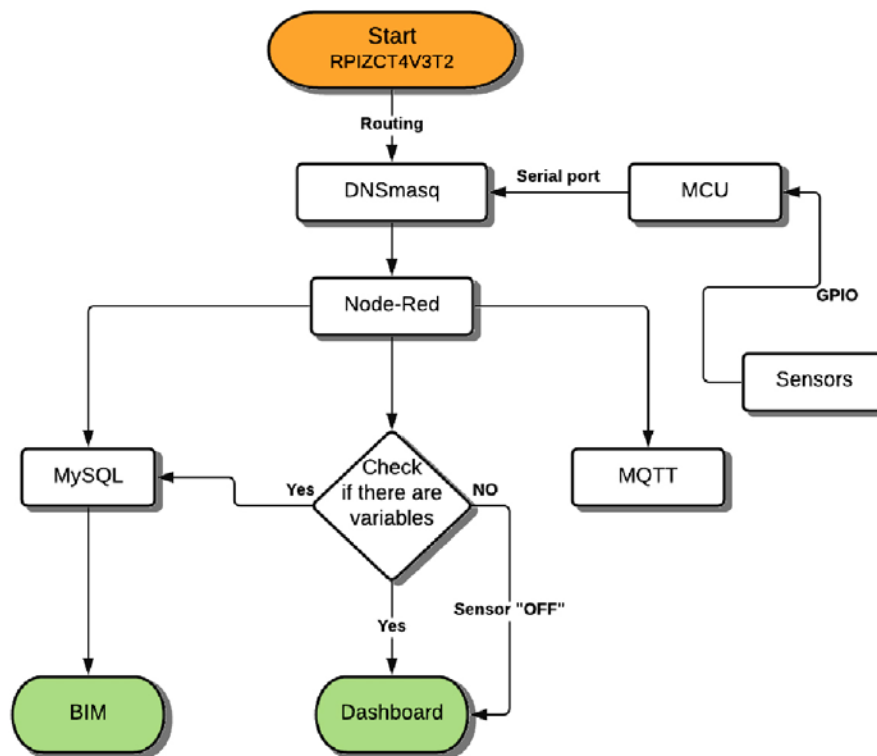 Start
RPIZCT4V3T2
Routing
DNSmasq
Serial port
MCU
Node-Red
GPIO
Sensors
MySQL
Yes
Check
if there are
variables
NO
MQTT
Yes
Sensor "OFF"
BIM
Dashboard